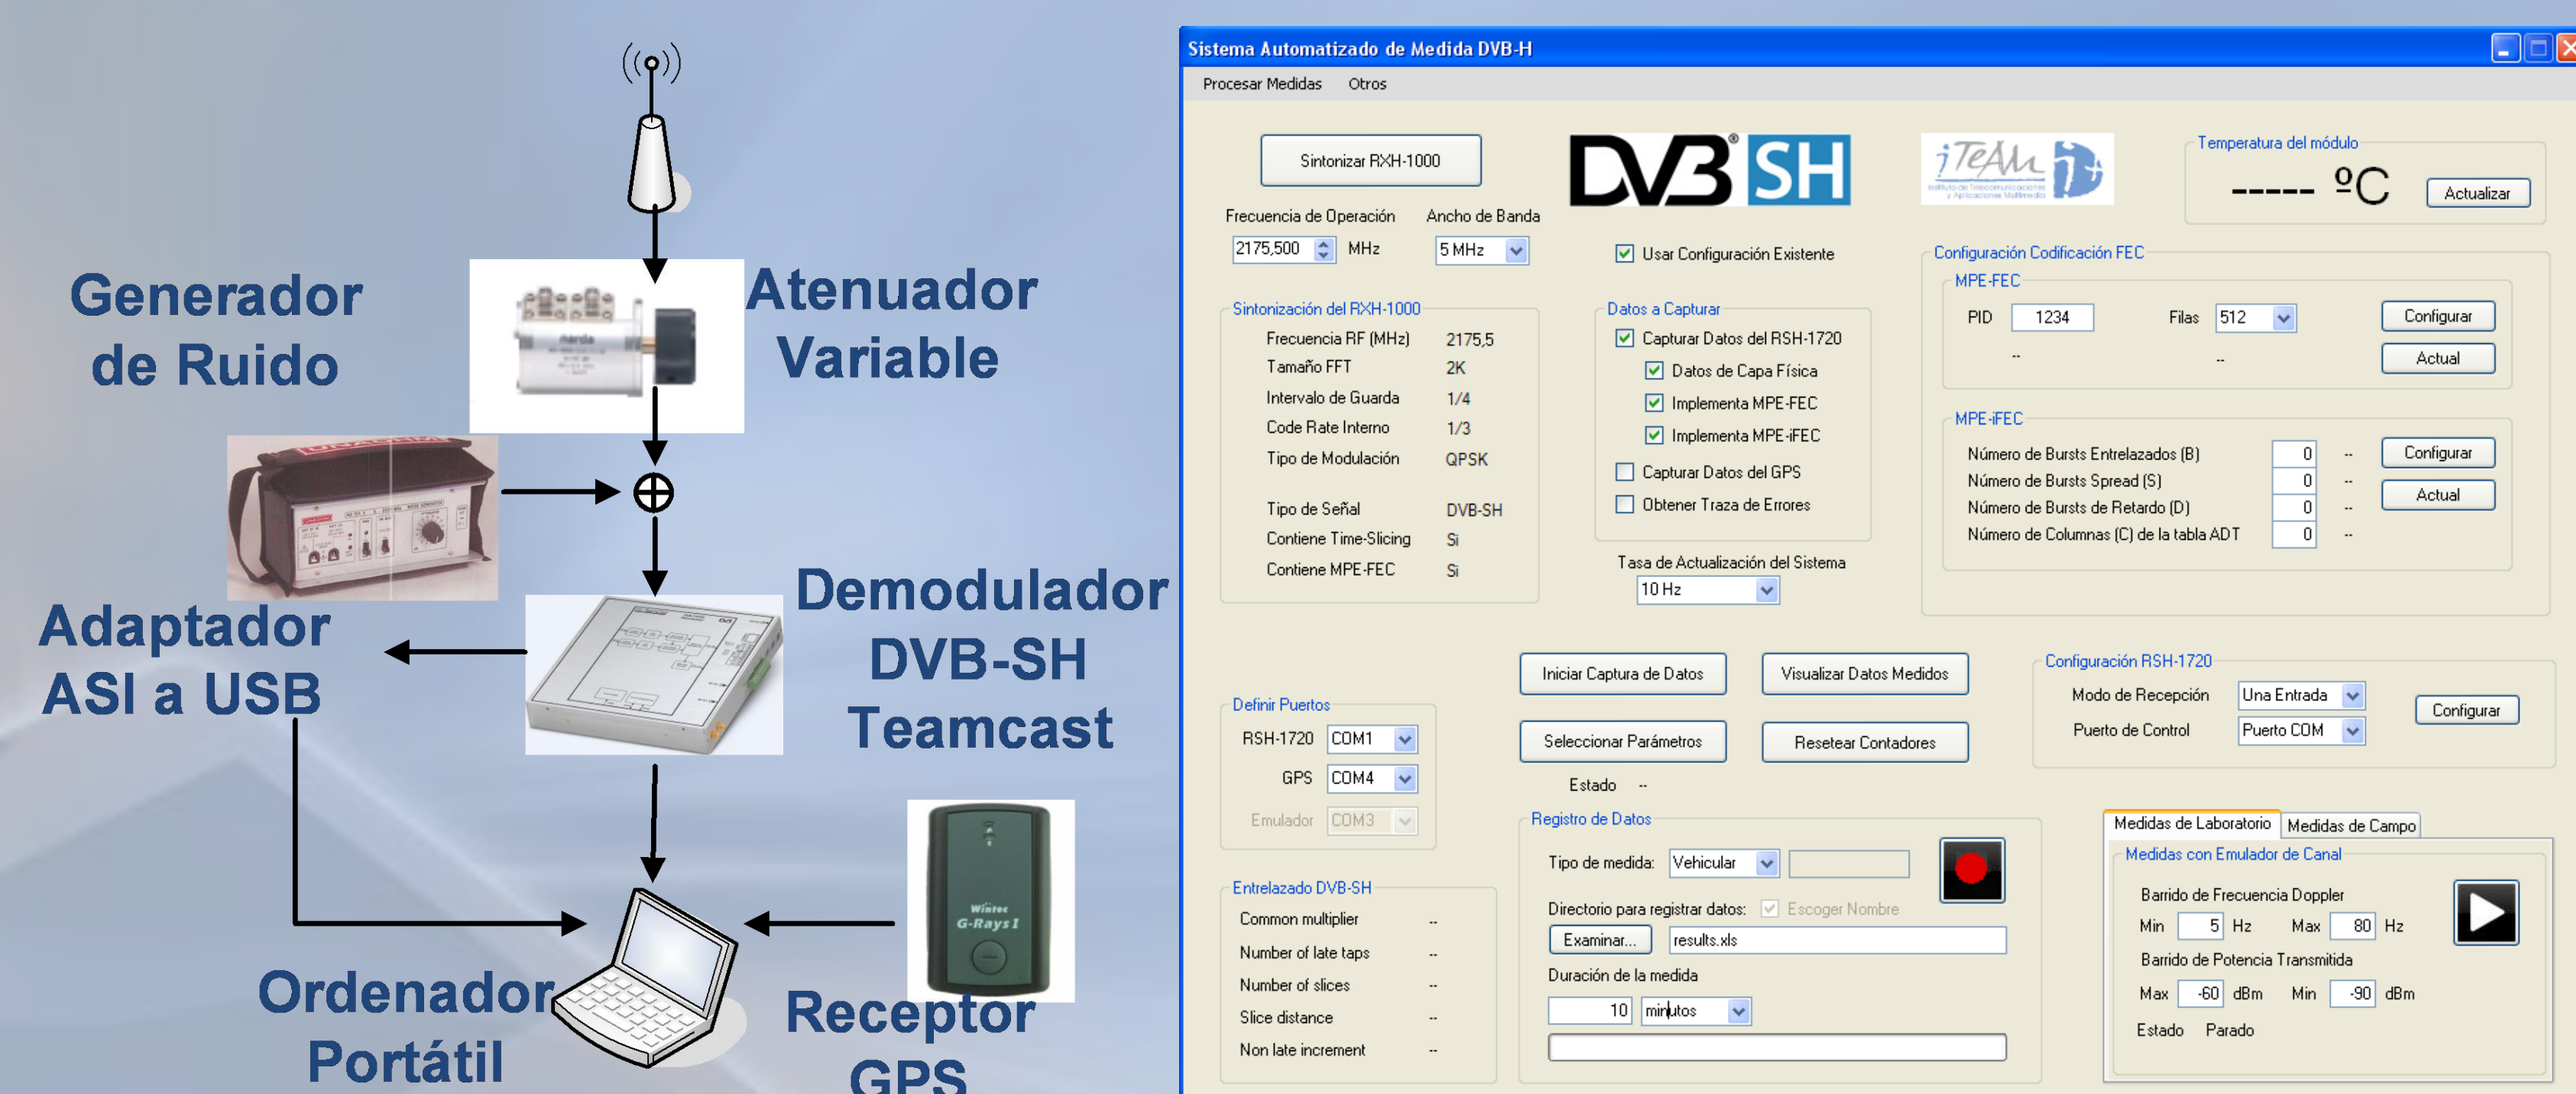 Generador
de Ruido
Atenuador
Variable
narda
Adaptador
ASI a USB
Demodulador
DVB-SH
Teamcast
Wintec
G-Rays I
Ordenador
Portátil
Receptor
GPS
Sistema Automatizado de Medida DVB-H
Procesar Medidas Otros
Sintonizar RXH-1000
Frecuencia de Operación Ancho de Banda
2175,500 MHz 5 MHz
DVB® SH
iTEAM
Instituto de Telecomunicaciones
y Aplicaciones Multimedia
Temperatura del módulo
----- ºC Actualizar
Usar Configuración Existente
Sintonización del RXH-1000
Frecuencia RF (MHz) 2175,5
Tamaño FFT 2K
Intervalo de Guarda 1/4
Code Rate Interno 1/3
Tipo de Modulación QPSK
Tipo de Señal DVB-SH
Contiene Time-Slicing Si
Contiene MPE-FEC Si
Datos a Capturar
Capturar Datos del RSH-1720
Datos de Capa Física
Implementa MPE-FEC
Implementa MPE-iFEC
Capturar Datos del GPS
Obtener Traza de Errores
Tasa de Actualización del Sistema
10 Hz
Configuración Codificación FEC
MPE-FEC
PID 1234 Filas 512 Configurar
-- -- Actual
MPE-iFEC
Número de Bursts Entrelazados (B) 0 -- Configurar
Número de Bursts Spread (S) 0 -- Actual
Número de Bursts de Retardo (D) 0 --
Número de Columnas (C) de la tabla ADT 0 --
Definir Puertos
RSH-1720 COM1
GPS COM4
Emulador COM3
Iniciar Captura de Datos Visualizar Datos Medidos
Seleccionar Parámetros Resetear Contadores
Estado --
Configuración RSH-1720
Modo de Recepción Una Entrada Configurar
Puerto de Control Puerto COM
Entrelazado DVB-SH
Common multiplier --
Number of late taps --
Number of slices --
Slice distance --
Non late increment --
Registro de Datos
Tipo de medida: Vehicular
Directorio para registrar datos: Escoger Nombre
Examinar... results.xls
Duración de la medida
10 minutos
Medidas de Laboratorio Medidas de Campo
Medidas con Emulador de Canal
Barrido de Frecuencia Doppler
Min 5 Hz Max 80 Hz
Barrido de Potencia Transmitida
Max -60 dBm Min -90 dBm
Estado Parado